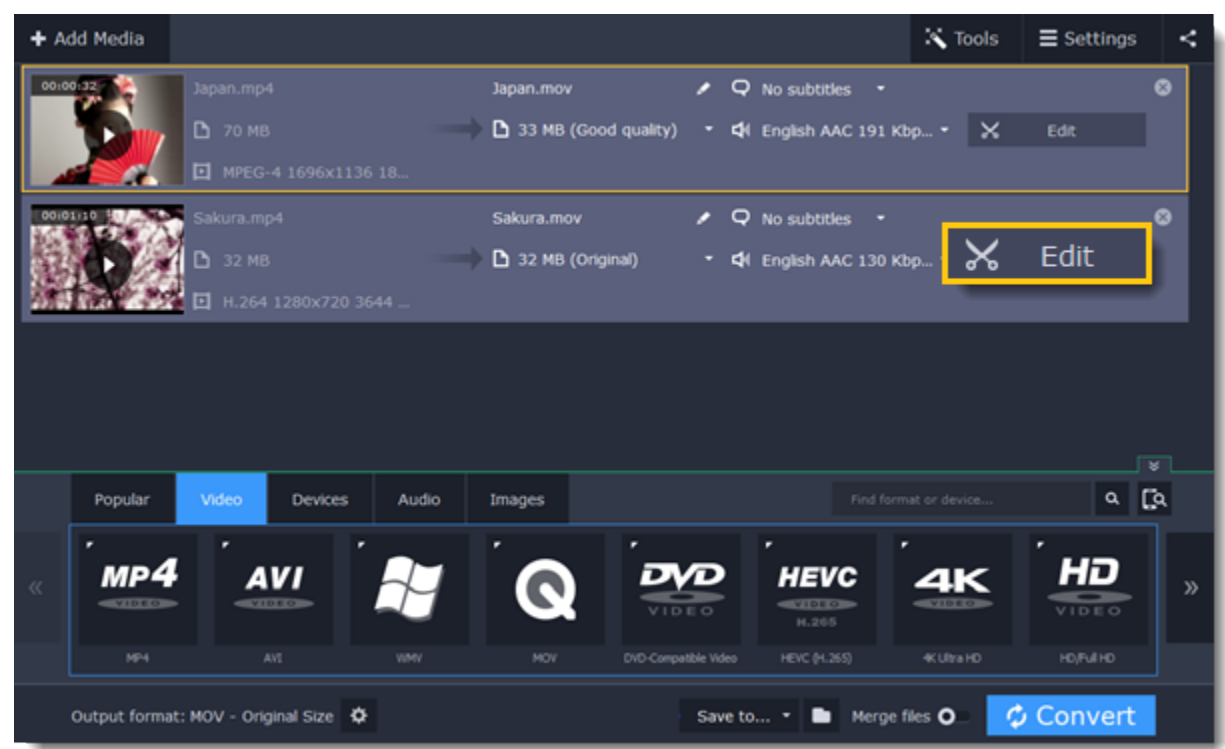 Add Media
Tools
Settings
00:00:32
Japan.mp4
Japan.mov
No subtitles
70 MB
33 MB (Good quality)
English AAC 191 Kbp...
Edit
MPEG-4 1696x1136 18...
00:01:10
Sakura.mp4
Sakura.mov
No subtitles
32 MB
32 MB (Original)
English AAC 130 Kbp...
Edit
H.264 1280x720 3644 ...
Popular
Video
Devices
Audio
Images
Find format or device...
MP4
VIDEO
AVI
VIDEO
DVD
VIDEO
HEVC
VIDEO
H.265
4K
VIDEO
HD
VIDEO
MP4
AVI
WMV
MOV
DVD-Compatible Video
HEVC (H.265)
4K Ultra HD
HD/Full HD
Output format: MOV - Original Size
Save to...
Merge files
Convert